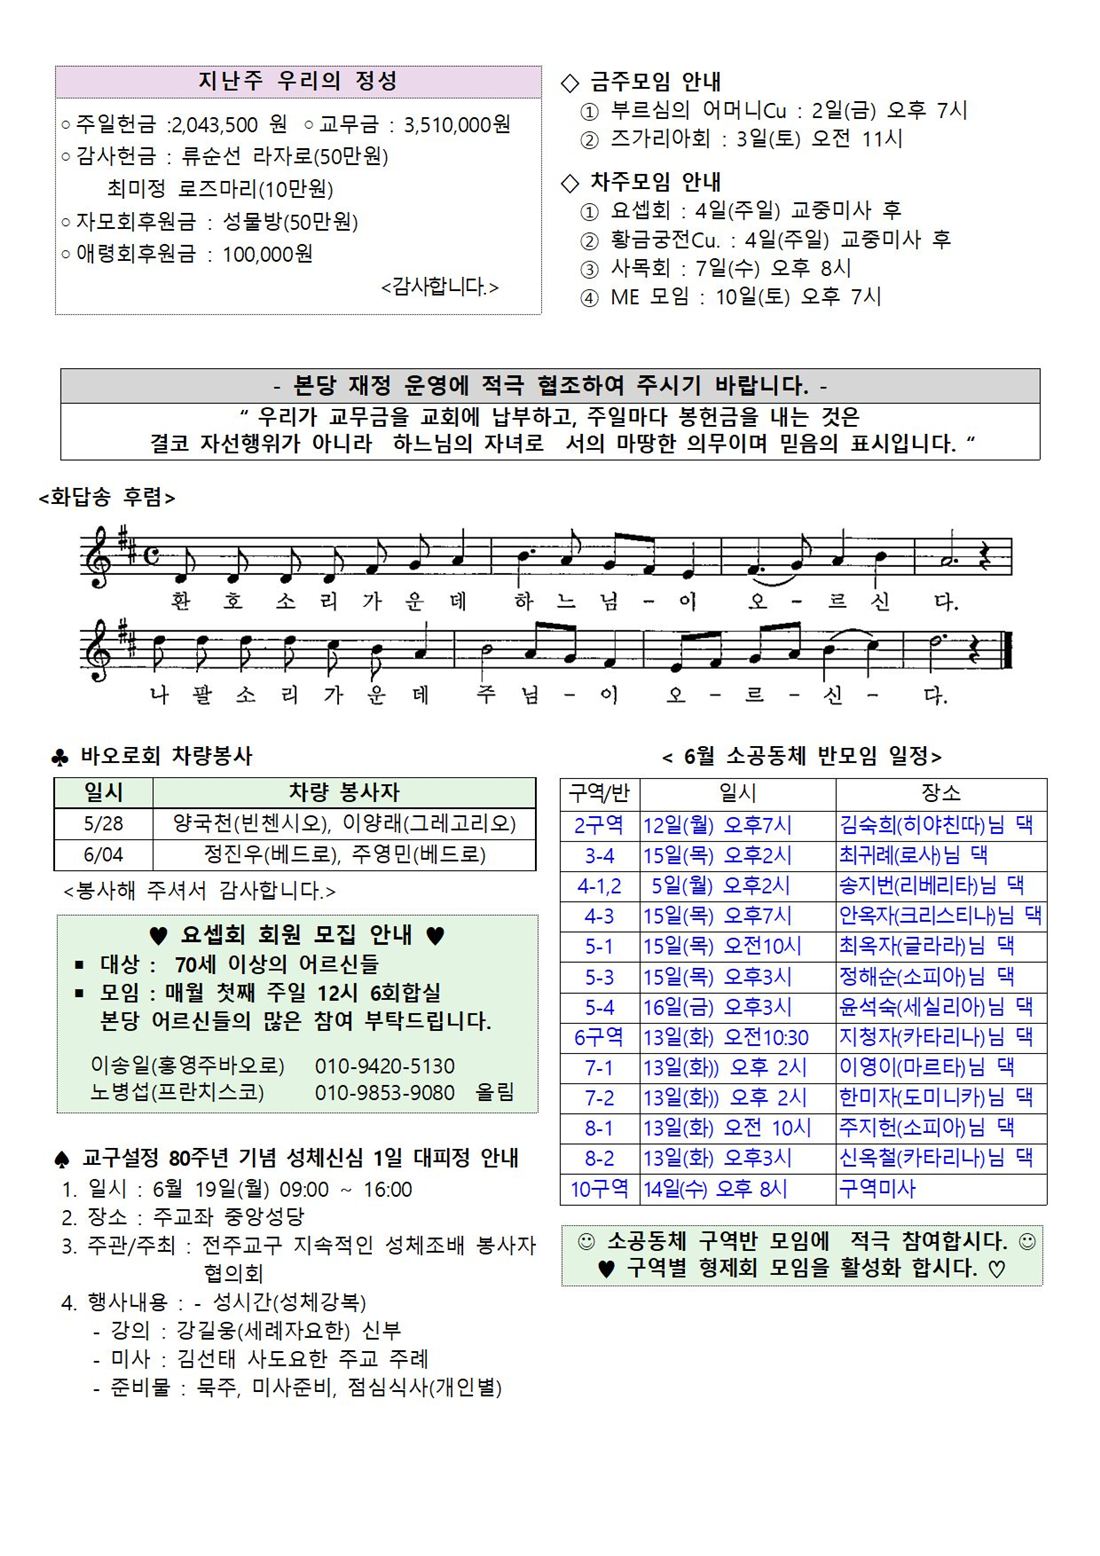 지난주 우리의 정성
○ 주일헌금 :2,043,500 원 ○ 교무금 : 3,510,000원
○ 감사헌금 : 류순선 라자로(50만원)
최미정 로즈마리(10만원)
○ 자모회후원금 : 성물방(50만원)
○ 애령회후원금 : 100,000원
<감사합니다.>
◇ 금주모임 안내
① 부르심의 어머니Cu : 2일(금) 오후 7시
② 즈가리아회 : 3일(토) 오전 11시
◇ 차주모임 안내
① 요셉회 : 4일(주일) 교중미사 후
② 황금궁전Cu. : 4일(주일) 교중미사 후
③ 사목회 : 7일(수) 오후 8시
④ ME 모임 : 10일(토) 오후 7시
- 본당 재정 운영에 적극 협조하여 주시기 바랍니다. -
“ 우리가 교무금을 교회에 납부하고, 주일마다 봉헌금을 내는 것은
결코 자선행위가 아니라 하느님의 자녀로 서의 마땅한 의무이며 믿음의 표시입니다. “
<화답송 후렴>
환 호 소 리 가 운 데 하 느 님 - 이 오 - 르 신 다.
나 팔 소 리 가 운 데 주 님 - 이 오 - 르 - 신 - 다.
♣ 바오로회 차량봉사
일시 차량 봉사자
5/28 양국천(빈첸시오), 이양래(그레고리오)
6/04 정진우(베드로), 주영민(베드로)
<봉사해 주셔서 감사합니다.>
♥ 요셉회 회원 모집 안내 ♥
▪ 대상 : 70세 이상의 어르신들
▪ 모임 : 매월 첫째 주일 12시 6회합실
본당 어르신들의 많은 참여 부탁드립니다.
이송일(홍영주바오로) 010-9420-5130
노병섭(프란치스코) 010-9853-9080 올림
♠ 교구설정 80주년 기념 성체신심 1일 대피정 안내
1. 일시 : 6월 19일(월) 09:00 ~ 16:00
2. 장소 : 주교좌 중앙성당
3. 주관/주최 : 전주교구 지속적인 성체조배 봉사자
협의회
4. 행사내용 : - 성시간(성체강복)
- 강의 : 강길웅(세례자요한) 신부
- 미사 : 김선태 사도요한 주교 주례
- 준비물 : 묵주, 미사준비, 점심식사(개인별)
< 6월 소공동체 반모임 일정>
구역/반 일시 장소
2구역 12일(월) 오후7시 김숙희(히야친따)님 댁
3-4 15일(목) 오후2시 최귀례(로사)님 댁
4-1,2 5일(월) 오후2시 송지번(리베리타)님 댁
4-3 15일(목) 오후7시 안옥자(크리스티나)님 댁
5-1 15일(목) 오전10시 최옥자(글라라)님 댁
5-3 15일(목) 오후3시 정해순(소피아)님 댁
5-4 16일(금) 오후3시 윤석숙(세실리아)님 댁
6구역 13일(화) 오전10:30 지청자(카타리나)님 댁
7-1 13일(화)) 오후 2시 이영이(마르타)님 댁
7-2 13일(화)) 오후 2시 한미자(도미니카)님 댁
8-1 13일(화) 오전 10시 주지헌(소피아)님 댁
8-2 13일(화) 오후3시 신옥철(카타리나)님 댁
10구역 14일(수) 오후 8시 구역미사
☺ 소공동체 구역반 모임에 적극 참여합시다. ☺
♥ 구역별 형제회 모임을 활성화 합시다. ♡